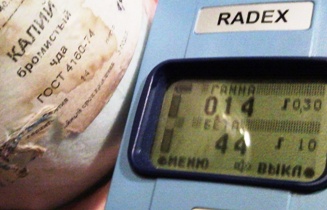 КАЛИЙ
бромистый
чда
ГОСТ 4160-74
RADEX
ГАММА
014 0,30
БЕТА
44 10
МЕНЮ ВЫКЛ